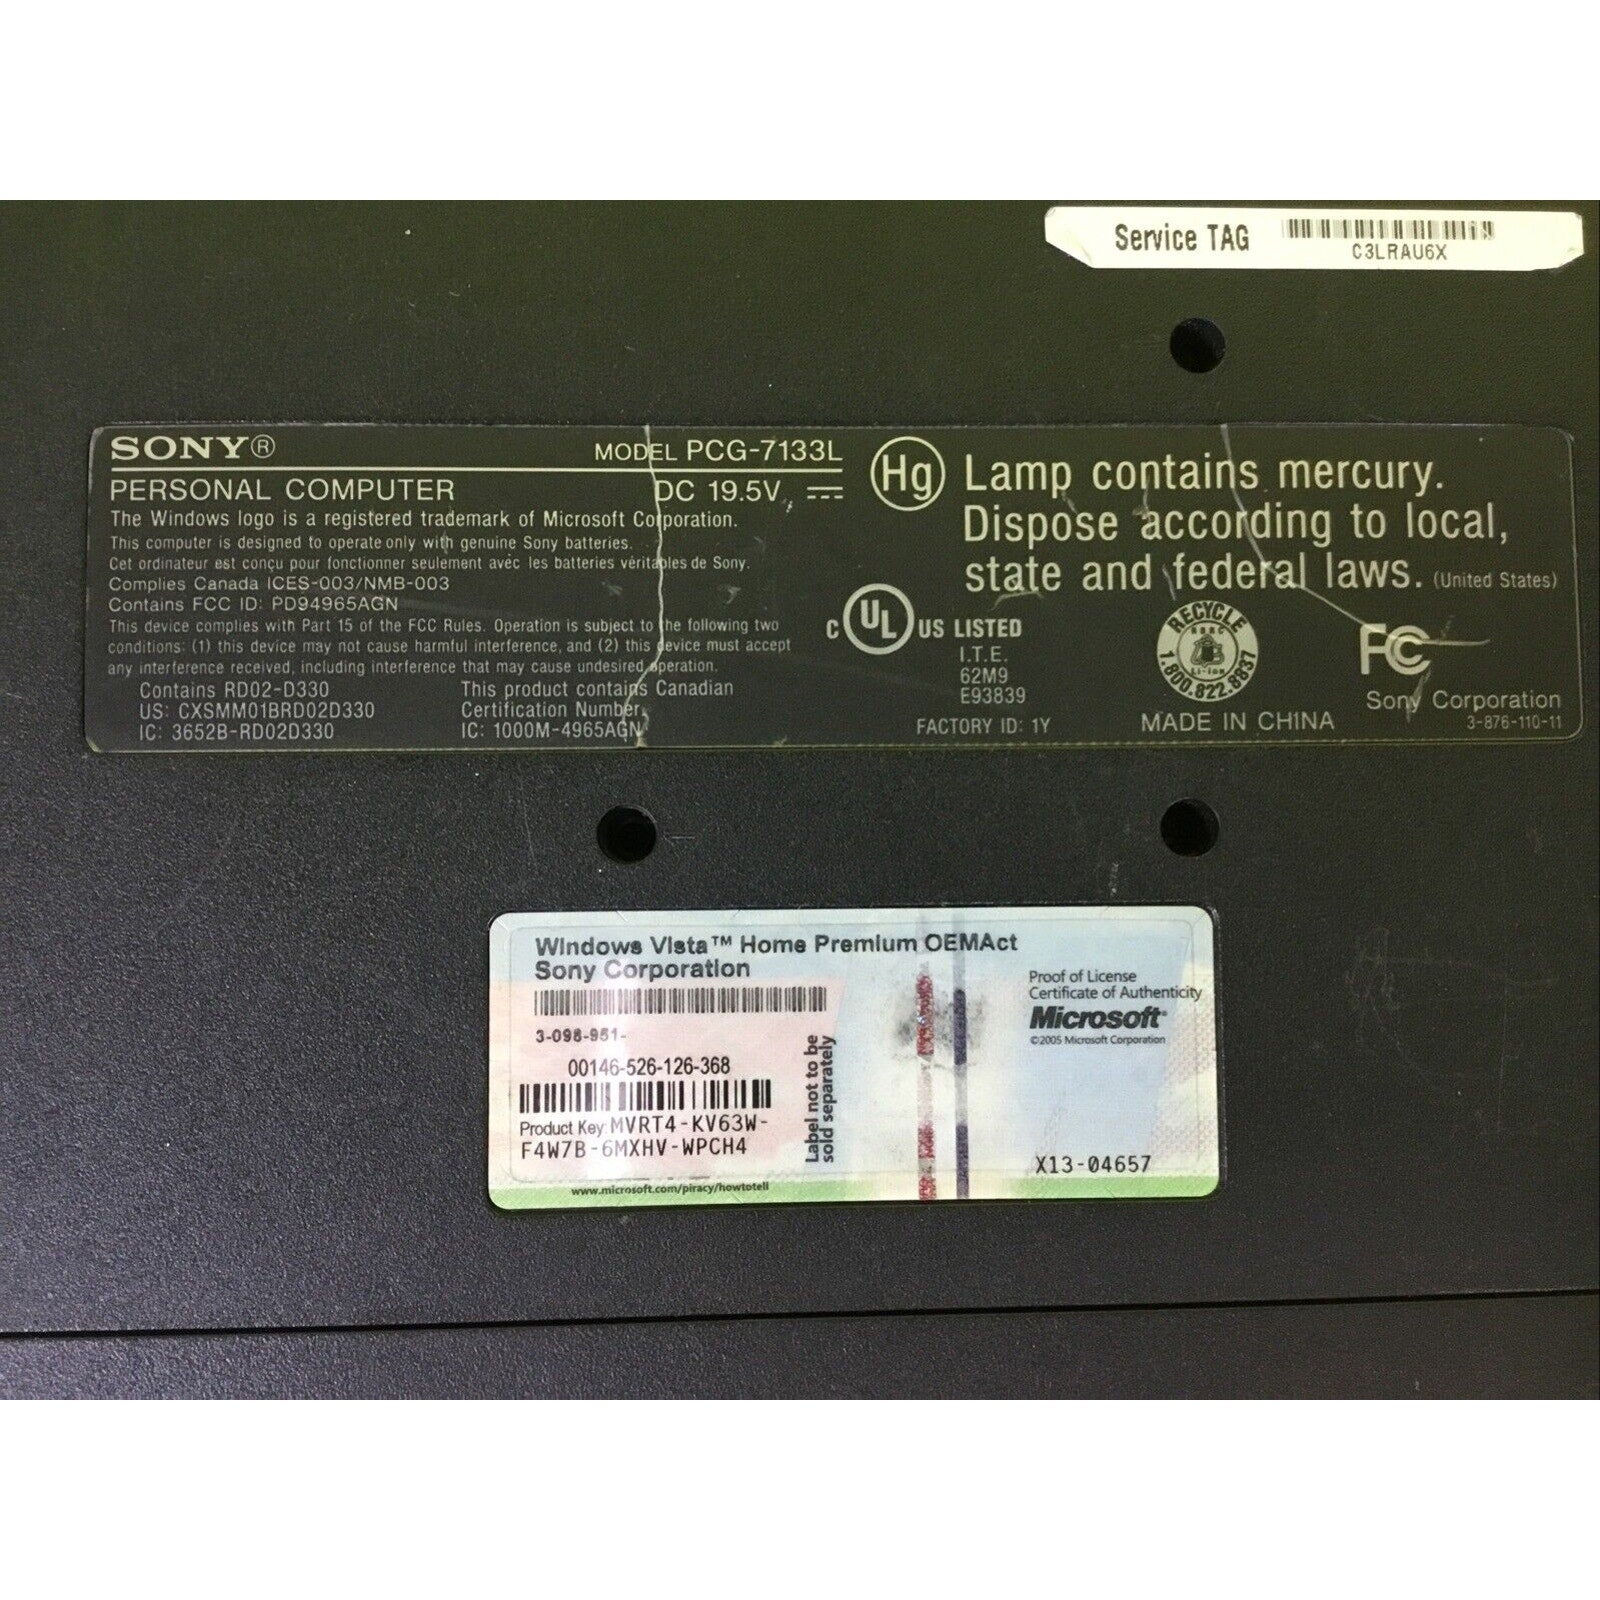 Service TAG
C3LRAU6X
SONY®
MODEL PCG-7133L
PERSONAL COMPUTER
DC 19.5V
The Windows logo is a registered trademark of Microsoft Corporation.
This computer is designed to operate only with genuine Sony batteries.
Cet ordinateur est conçu pour fonctionner seulement avec les batteries véritables de Sony.
Complies Canada ICES-003/NMB-003
Contains FCC ID: PD94965AGN
This device complies with Part 15 of the FCC Rules. Operation is subject to the following two
conditions: (1) this device may not cause harmful interference, and (2) this device must accept
any interference received, including interference that may cause undesired operation.
Contains RD02-D330
US: CXSMM01BRD02D330
IC: 3652B-RD02D330
This product contains Canadian
Certification Number
IC: 1000M-4965AGN
Hg
Lamp contains mercury.
Dispose according to local,
state and federal laws. (United States)
C UL US LISTED
I.T.E.
62M9
E93839
FACTORY ID: 1Y
RECYCLE
RBRC
Li-ion
1.800.822.8837
MADE IN CHINA
FC
Sony Corporation
3-876-110-11
Windows Vista™ Home Premium OEMAct
Sony Corporation
3-096-951-
00146-526-126-368
Product Key: MVRT4-KV63W-
F4W7B-6MXHV-WPCH4
Label not to be
sold separately
www.microsoft.com/piracy/howtotell
Proof of License
Certificate of Authenticity
Microsoft®
©2005 Microsoft Corporation
X13-04657